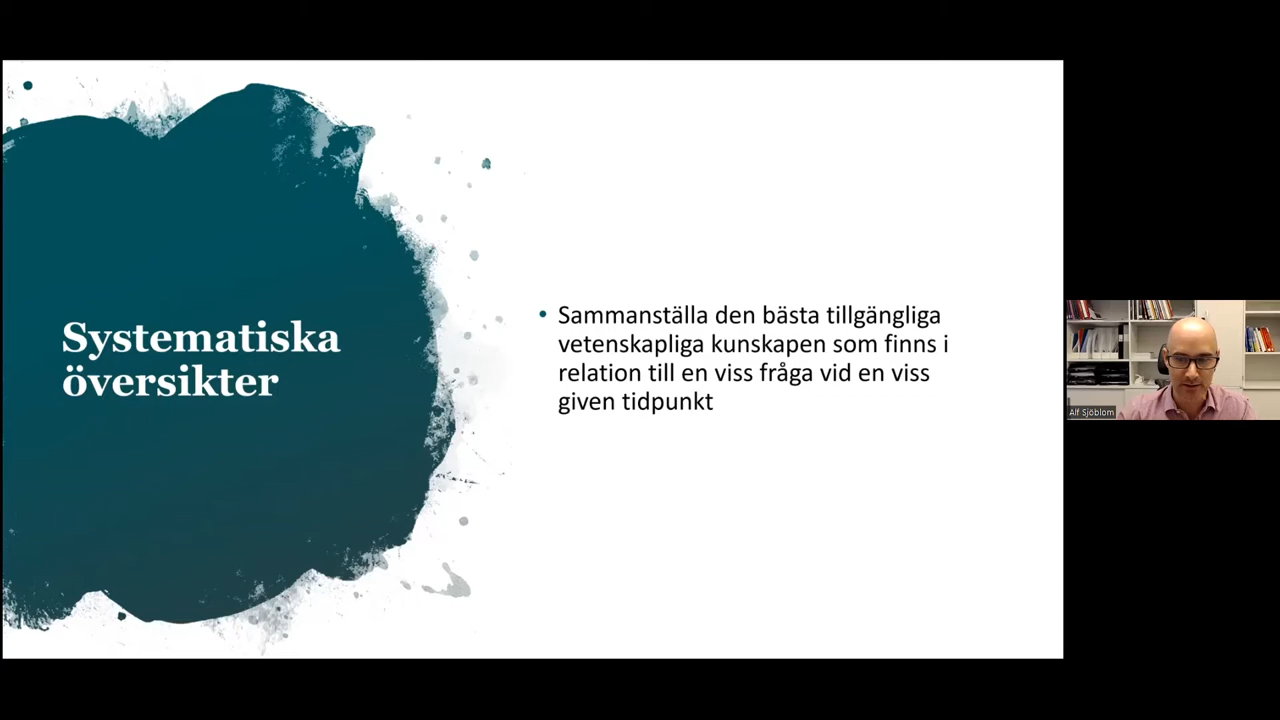 Systematiska
översikter
• Sammanställa den bästa tillgängliga
vetenskapliga kunskapen som finns i
relation till en viss fråga vid en viss
given tidpunkt
Alf Sjöblom